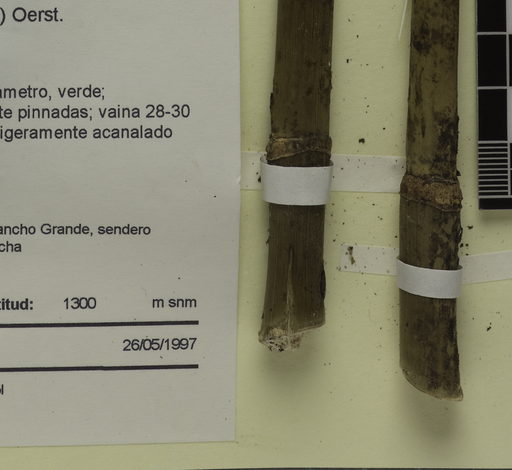 ) Oerst.
metro, verde;
te pinnadas; vaina 28-30
igeramente acanalado
ancho Grande, sendero
cha
titud: 1300 m snm
26/05/1997